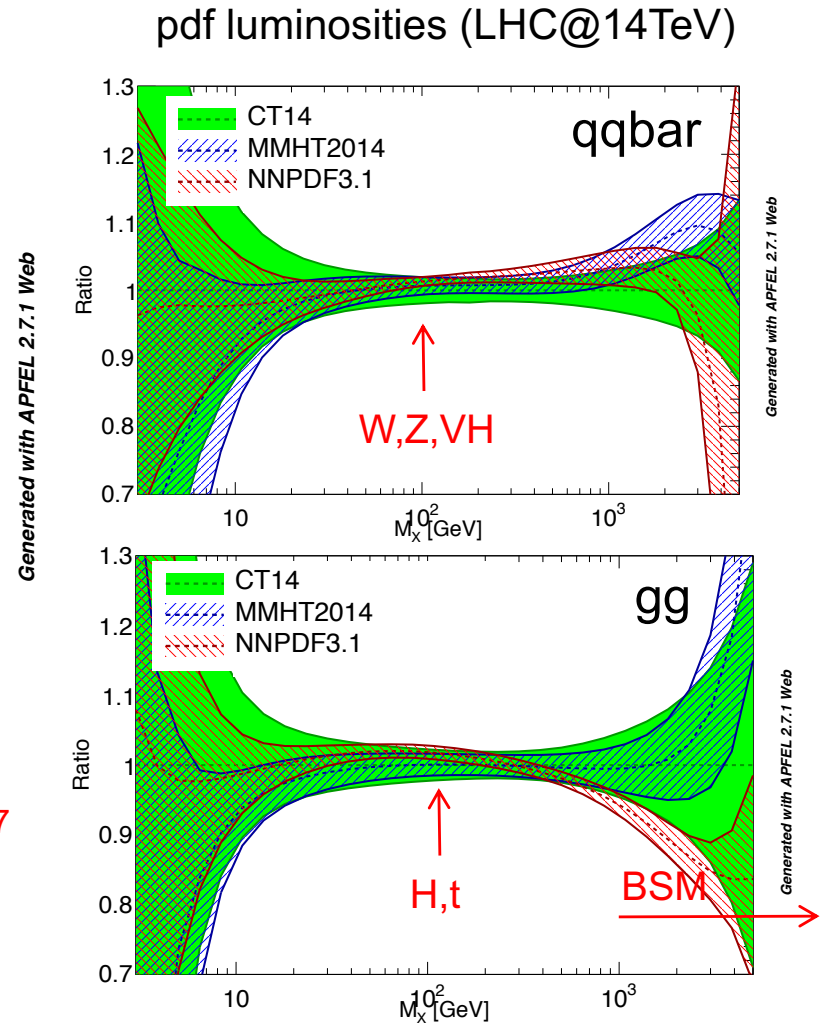 pdf luminosities (LHC@14TeV)
1.3
CT14
MMHT2014
NNPDF3.1
qqbar
1.2
1.1
1
0.9
0.8
0.7
Ratio
W,Z,VH
10
10²
10³
M_X [GeV]
Generated with APFEL 2.7.1 Web
Generated with APFEL 2.7.1 Web
1.3
CT14
MMHT2014
NNPDF3.1
gg
1.2
1.1
1
0.9
0.8
0.7
Ratio
7
H,t
BSM
10
10²
10³
M_X [GeV]
Generated with APFEL 2.7.1 Web